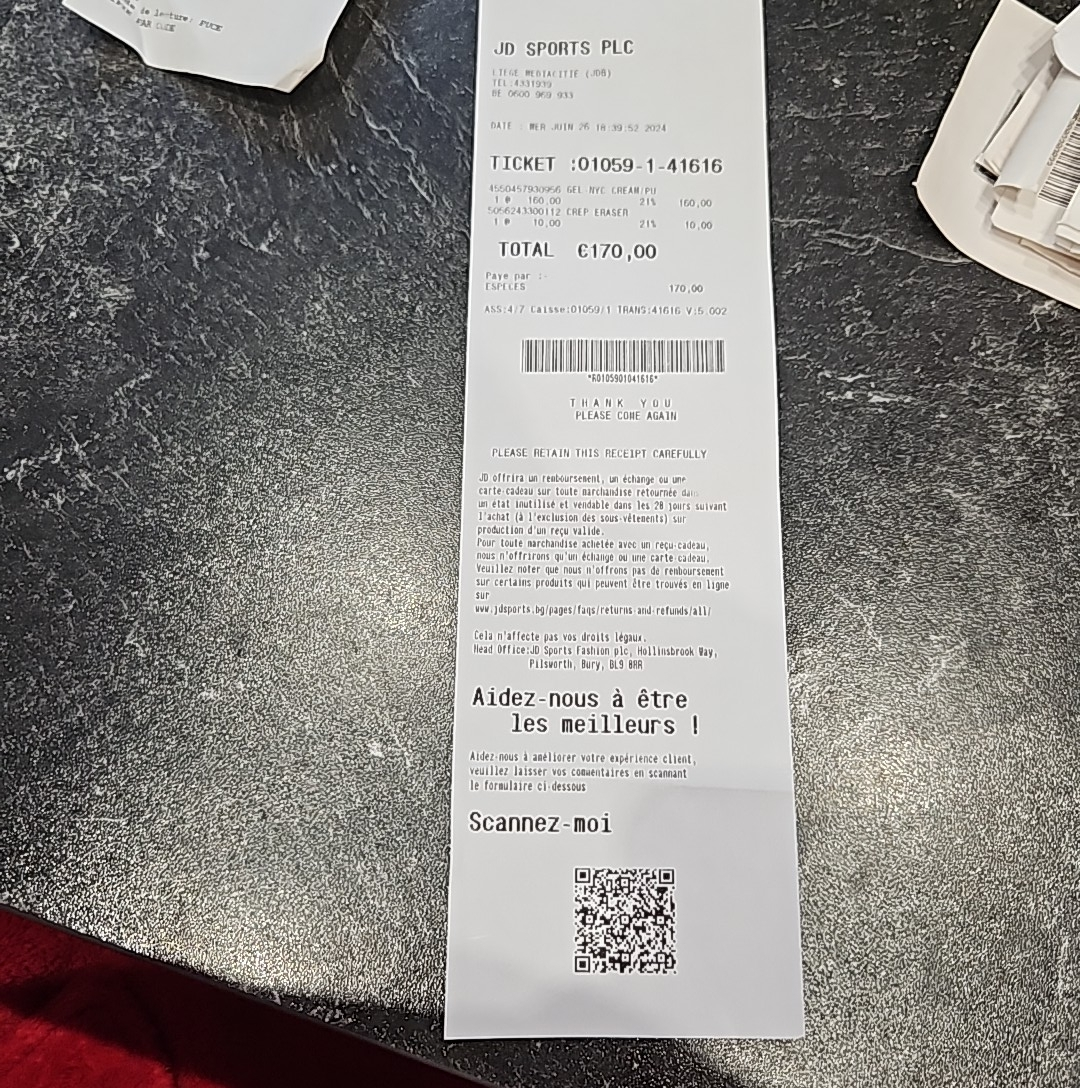 de lecture: PUCE
PAR CODE
JD SPORTS PLC
LIEGE MEDIACITIE (JDB)
TEL:4331939
BE 0600 969 933
DATE : MER JUIN 26 18:39:52 2024
TICKET :01059-1-41616
4550457930956 GEL-NYC CREAM/PU
1 @ 160,00 21% 160,00
5056243300112 CREP ERASER
1 @ 10,00 21% 10,00
TOTAL €170,00
Paye par :-
ESPECES 170,00
ASS:4/7 Caisse:01059/1 TRANS:41616 V:5.002
*R0105901041616*
THANK YOU
PLEASE COME AGAIN
PLEASE RETAIN THIS RECEIPT CAREFULLY
JD offrira un remboursement, un échange ou une
carte-cadeau sur toute marchandise retournée dans
un état inutilisé et vendable dans les 28 jours suivant
l'achat (à l'exclusion des sous-vêtements) sur
production d'un reçu valide.
Pour toute marchandise achetée avec un reçu-cadeau,
nous n'offrirons qu'un échange ou une carte-cadeau.
Veuillez noter que nous n'offrons pas de remboursement
sur certains produits qui peuvent être trouvés en ligne
sur
www.jdsports.bg/pages/faqs/returns-and-refunds/all/
Cela n'affecte pas vos droits légaux.
Head Office:JD Sports Fashion plc, Hollinsbrook Way,
Pilsworth, Bury, BL9 8RR
Aidez-nous à être
les meilleurs !
Aidez-nous à améliorer votre expérience client,
veuillez laisser vos commentaires en scannant
le formulaire ci-dessous
Scannez-moi